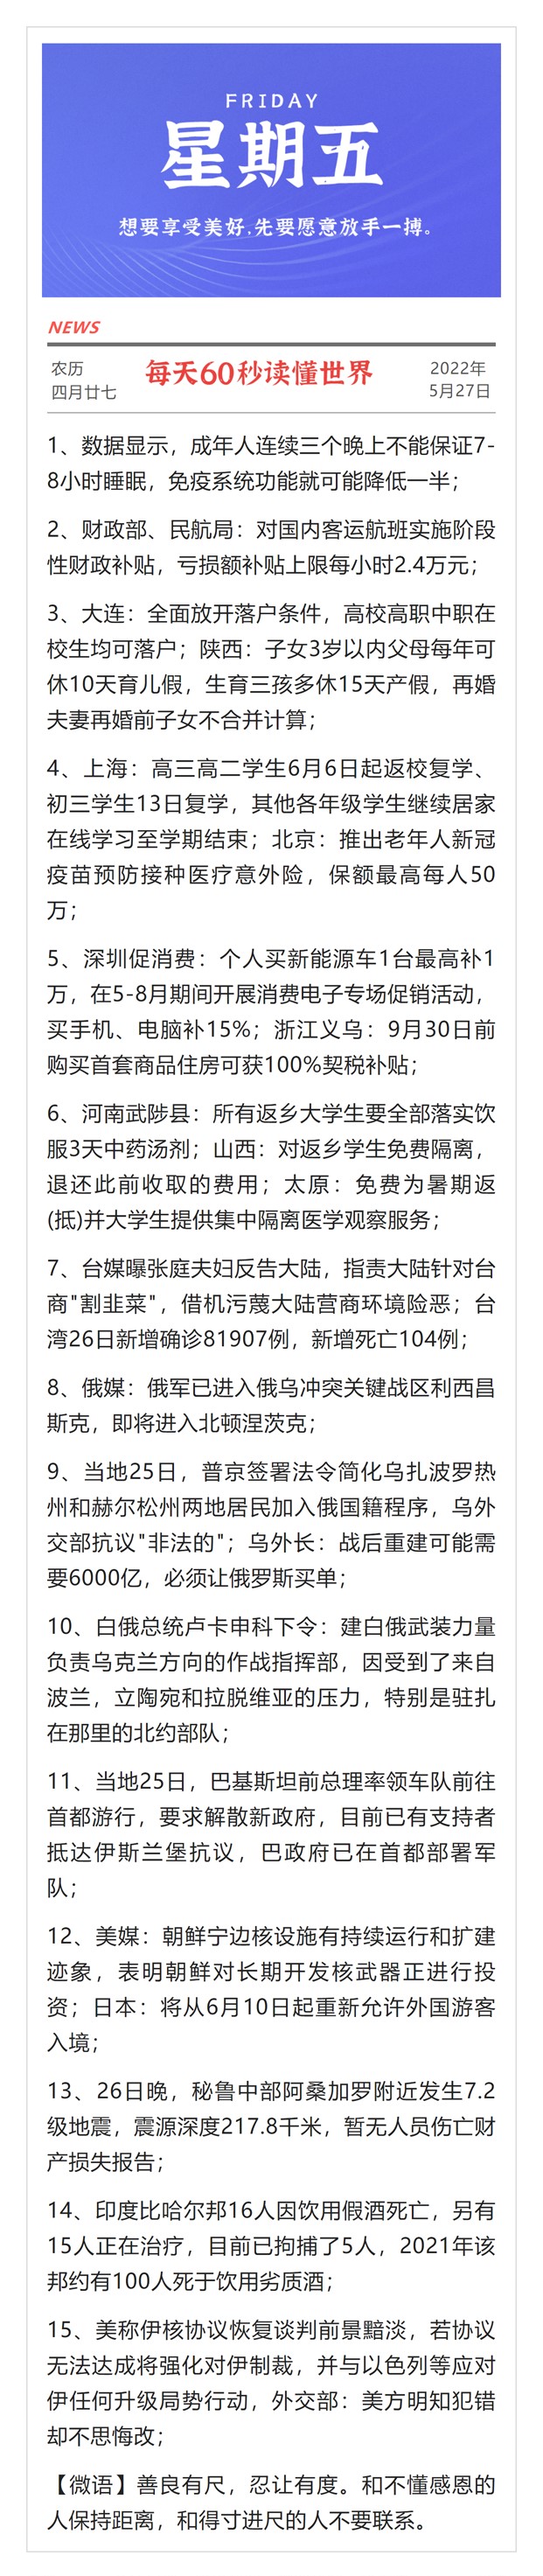 FRIDAY
星期五
想要享受美好,先要愿意放手一搏。
NEWS
农历
四月廿七
每天60秒读懂世界
2022年
5月27日
1、数据显示，成年人连续三个晚上不能保证7-
8小时睡眠，免疫系统功能就可能降低一半；
2、财政部、民航局：对国内客运航班实施阶段
性财政补贴，亏损额补贴上限每小时2.4万元；
3、大连：全面放开落户条件，高校高职中职在
校生均可落户；陕西：子女3岁以内父母每年可
休10天育儿假，生育三孩多休15天产假，再婚
夫妻再婚前子女不合并计算；
4、上海：高三高二学生6月6日起返校复学、
初三学生13日复学，其他各年级学生继续居家
在线学习至学期结束；北京：推出老年人新冠
疫苗预防接种医疗意外险，保额最高每人50
万；
5、深圳促消费：个人买新能源车1台最高补1
万，在5-8月期间开展消费电子专场促销活动，
买手机、电脑补15%；浙江义乌：9月30日前
购买首套商品住房可获100%契税补贴；
6、河南武陟县：所有返乡大学生要全部落实饮
服3天中药汤剂；山西：对返乡学生免费隔离，
退还此前收取的费用；太原：免费为暑期返
(抵)并大学生提供集中隔离医学观察服务；
7、台媒曝张庭夫妇反告大陆，指责大陆针对台
商"割韭菜"，借机污蔑大陆营商环境险恶；台
湾26日新增确诊81907例，新增死亡104例；
8、俄媒：俄军已进入俄乌冲突关键战区利西昌
斯克，即将进入北顿涅茨克；
9、当地25日，普京签署法令简化乌扎波罗热
州和赫尔松州两地居民加入俄国籍程序，乌外
交部抗议"非法的"；乌外长：战后重建可能需
要6000亿，必须让俄罗斯买单；
10、白俄总统卢卡申科下令：建白俄武装力量
负责乌克兰方向的作战指挥部，因受到了来自
波兰，立陶宛和拉脱维亚的压力，特别是驻扎
在那里的北约部队；
11、当地25日，巴基斯坦前总理率领车队前往
首都游行，要求解散新政府，目前已有支持者
抵达伊斯兰堡抗议，巴政府已在首都部署军
队；
12、美媒：朝鲜宁边核设施有持续运行和扩建
迹象，表明朝鲜对长期开发核武器正进行投
资；日本：将从6月10日起重新允许外国游客
入境；
13、26日晚，秘鲁中部阿桑加罗附近发生7.2
级地震，震源深度217.8千米，暂无人员伤亡财
产损失报告；
14、印度比哈尔邦16人因饮用假酒死亡，另有
15人正在治疗，目前已拘捕了5人，2021年该
邦约有100人死于饮用劣质酒；
15、美称伊核协议恢复谈判前景黯淡，若协议
无法达成将强化对伊制裁，并与以色列等应对
伊任何升级局势行动，外交部：美方明知犯错
却不思悔改；
【微语】善良有尺，忍让有度。和不懂感恩的
人保持距离，和得寸进尺的人不要联系。